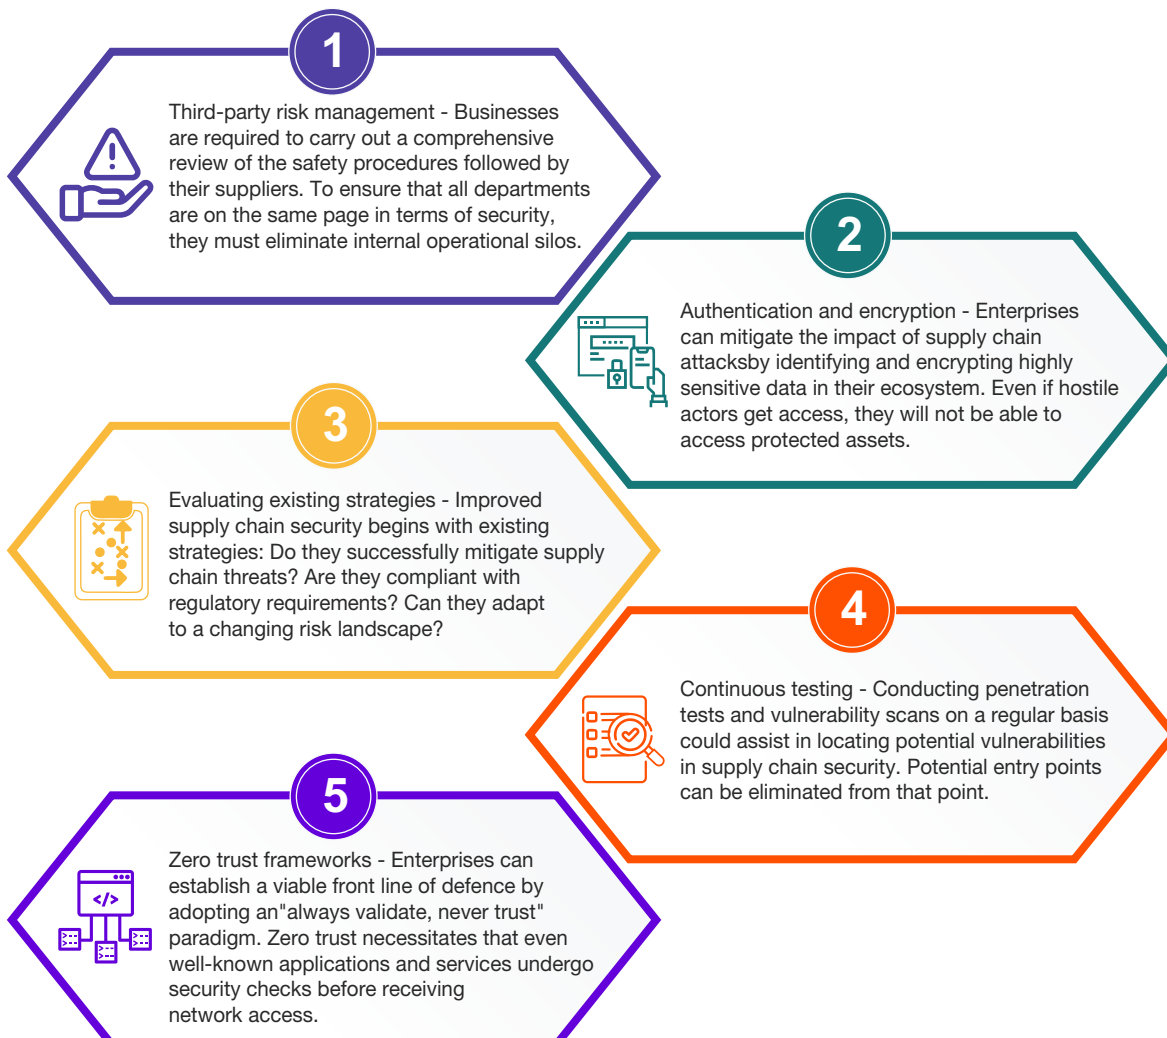 1
Third-party risk management - Businesses
are required to carry out a comprehensive
review of the safety procedures followed by
their suppliers. To ensure that all departments
are on the same page in terms of security,
they must eliminate internal operational silos.
2
Authentication and encryption - Enterprises
can mitigate the impact of supply chain
attacksby identifying and encrypting highly
sensitive data in their ecosystem. Even if hostile
actors get access, they will not be able to
access protected assets.
3
Evaluating existing strategies - Improved
supply chain security begins with existing
strategies: Do they successfully mitigate supply
chain threats? Are they compliant with
regulatory requirements? Can they adapt
to a changing risk landscape?
4
Continuous testing - Conducting penetration
tests and vulnerability scans on a regular basis
could assist in locating potential vulnerabilities
in supply chain security. Potential entry points
can be eliminated from that point.
5
Zero trust frameworks - Enterprises can
establish a viable front line of defence by
adopting an"always validate, never trust"
paradigm. Zero trust necessitates that even
well-known applications and services undergo
security checks before receiving
network access.